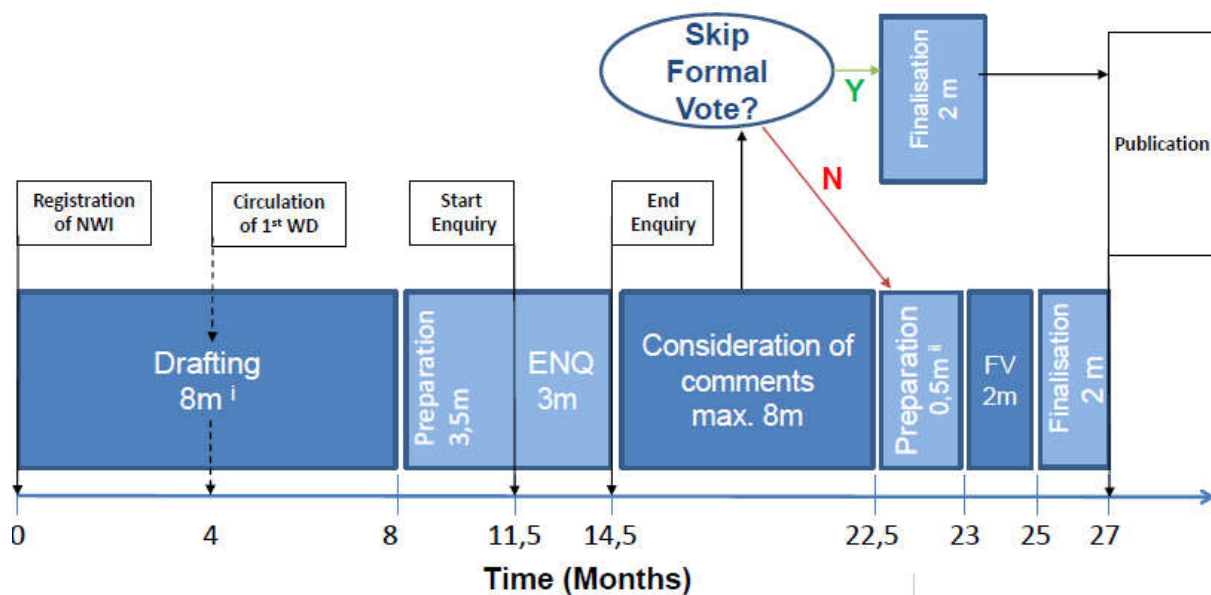 Skip
Formal
Vote?
Y
Finalisation
2 m
Publication
N
Registration
of NWI
Circulation
of 1st WD
Start
Enquiry
End
Enquiry
Drafting
8m i
Preparation
3,5m
ENQ
3m
Consideration of
comments
max. 8m
Preparation
0,5m ii
FV
2m
Finalisation
2 m
0 4 8 11,5 14,5 22,5 23 25 27
Time (Months)